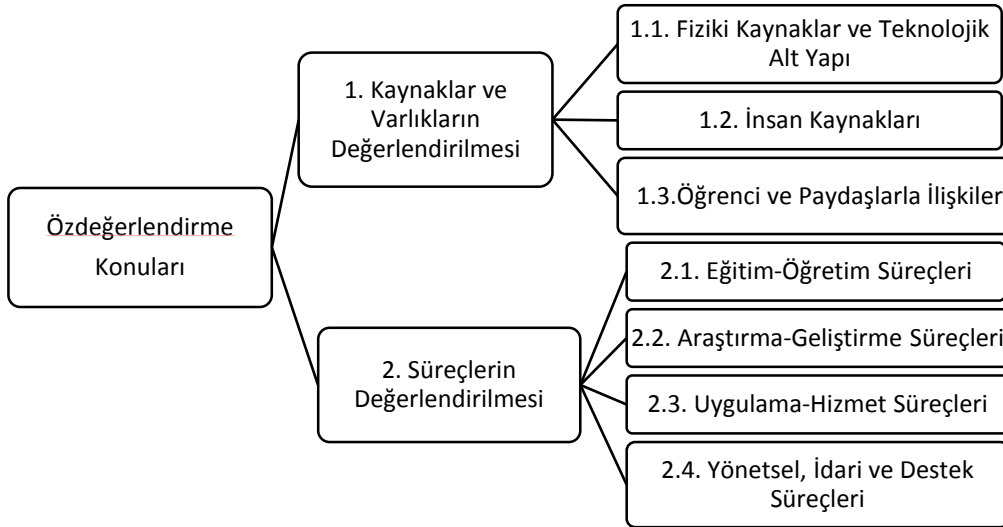 Özdeğerlendirme
Konuları
1. Kaynaklar ve
Varlıkların
Değerlendirilmesi
1.1. Fiziki Kaynaklar ve Teknolojik
Alt Yapı
1.2. İnsan Kaynakları
1.3.Öğrenci ve Paydaşlarla İlişkiler
2. Süreçlerin
Değerlendirilmesi
2.1. Eğitim-Öğretim Süreçleri
2.2. Araştırma-Geliştirme Süreçleri
2.3. Uygulama-Hizmet Süreçleri
2.4. Yönetsel, İdari ve Destek
Süreçleri